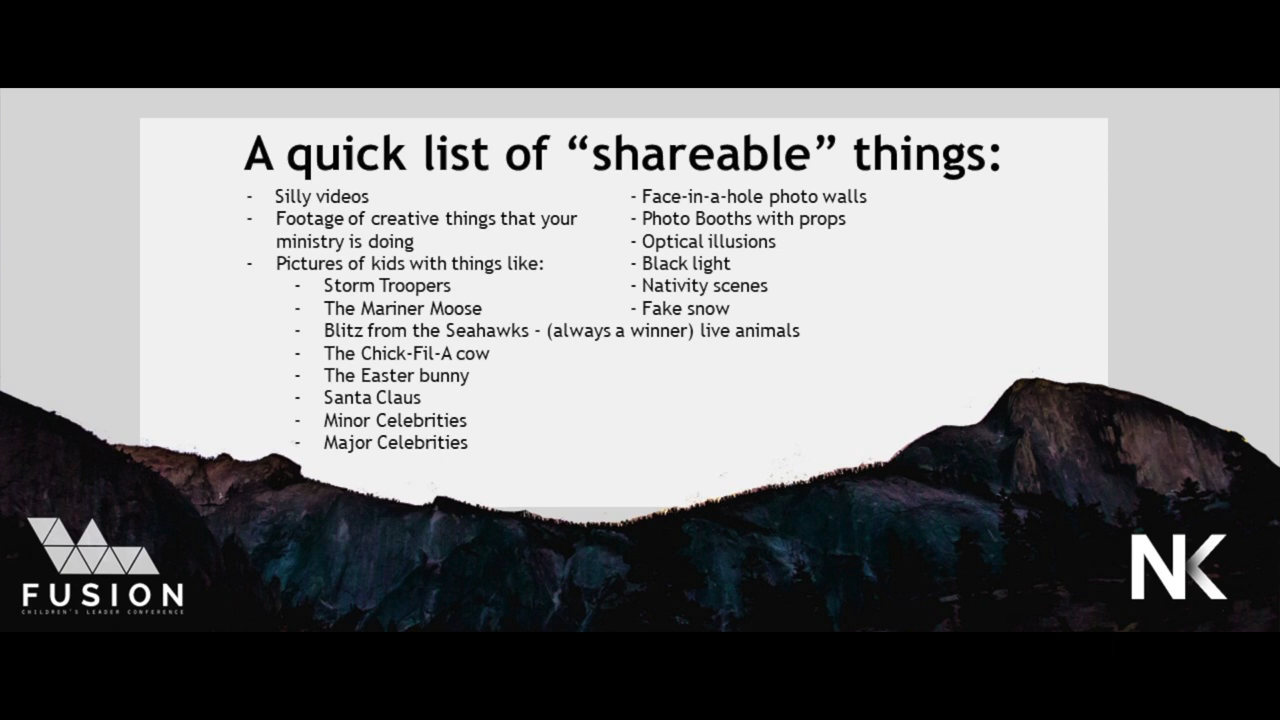 A quick list of “shareable” things:
- Silly videos
- Footage of creative things that your
ministry is doing
- Pictures of kids with things like:
- Storm Troopers
- The Mariner Moose
- Blitz from the Seahawks - (always a winner) live animals
- The Chick-Fil-A cow
- The Easter bunny
- Santa Claus
- Minor Celebrities
- Major Celebrities
- Face-in-a-hole photo walls
- Photo Booths with props
- Optical illusions
- Black light
- Nativity scenes
- Fake snow
FUSION
CHILDREN'S LEADER CONFERENCE
NK